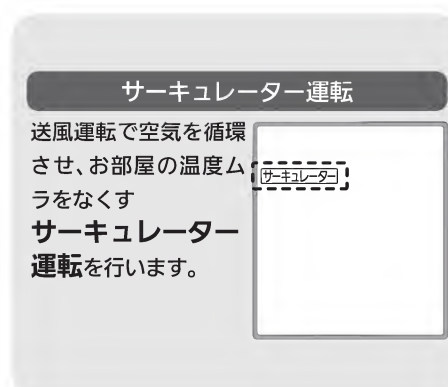 サーキュレーター運転
送風運転で空気を循環
させ、お部屋の温度ム
ラをなくす
サーキュレーター
運転を行います。
サーキュレーター